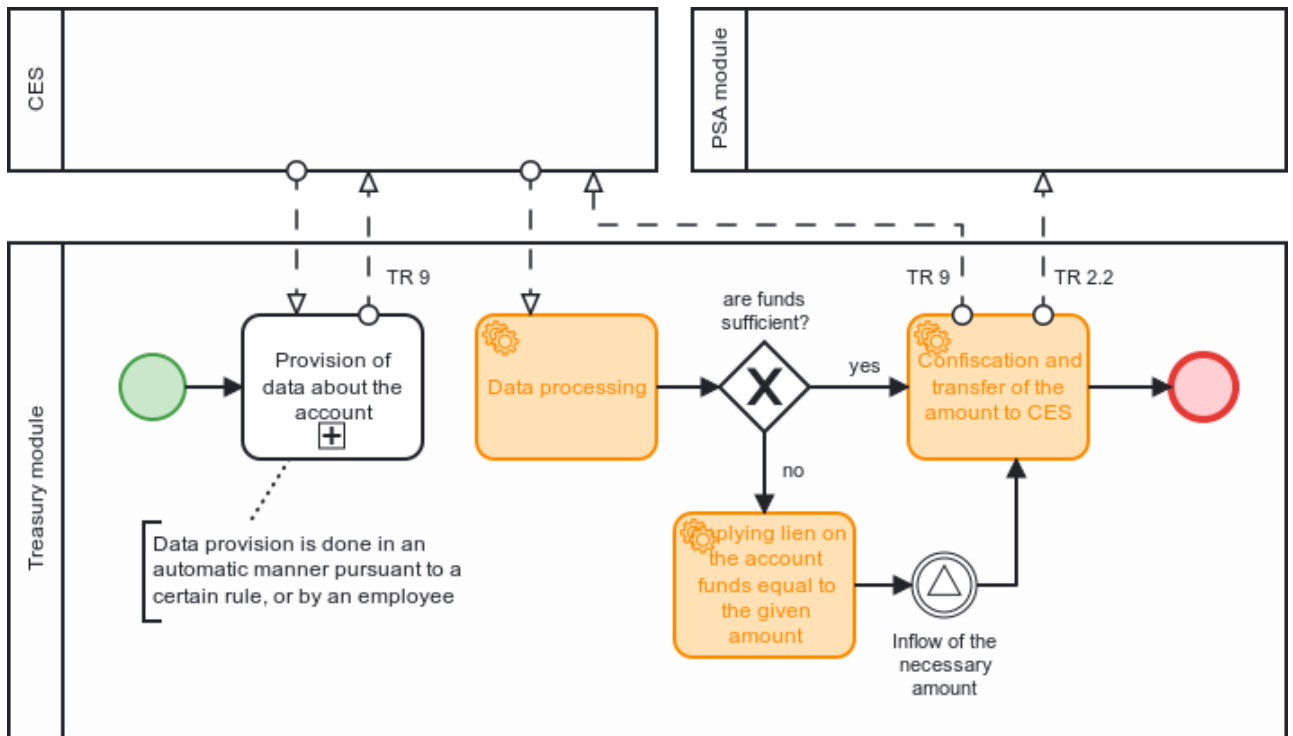 CES
PSA module
Treasury module
TR 9
TR 9
TR 2.2
Provision of
data about the
account
Data processing
are funds
sufficient?
yes
no
Confiscation and
transfer of the
amount to CES
Data provision is done in an
automatic manner pursuant to a
certain rule, or by an employee
plying lien on
the account
funds equal to
the given
amount
Inflow of the
necessary
amount